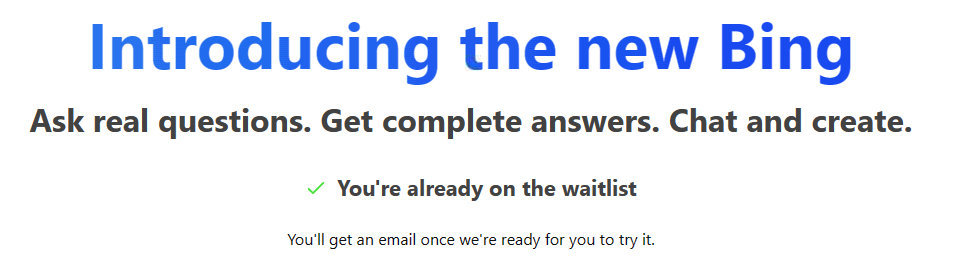 Introducing the new Bing
Ask real questions. Get complete answers. Chat and create.
You're already on the waitlist
You'll get an email once we're ready for you to try it.